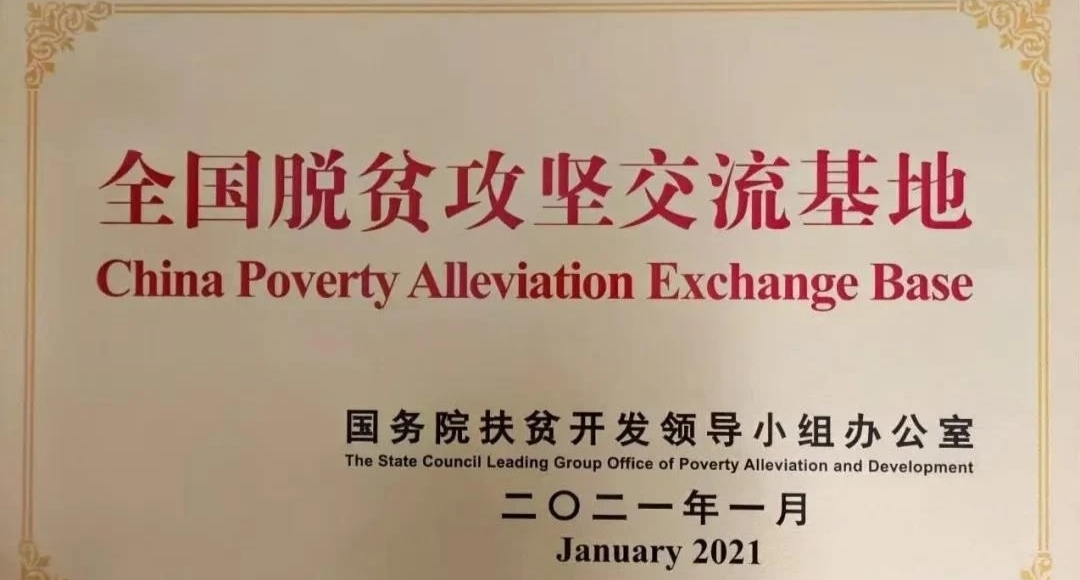 全国脱贫攻坚交流基地
China Poverty Alleviation Exchange Base
国务院扶贫开发领导小组办公室
The State Council Leading Group Office of Poverty Alleviation and Development
二〇二一年一月
January 2021